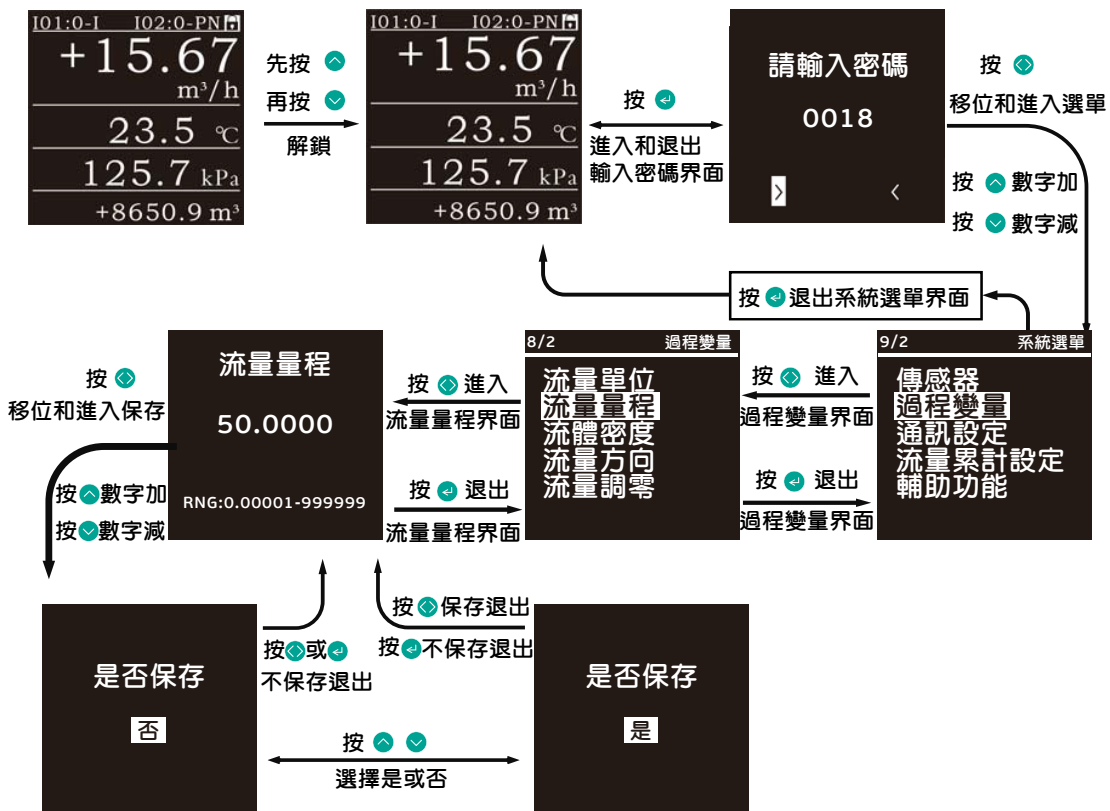 I01:0-I I02:0-PN
+15.67
m³/h
23.5 ℃
125.7 kPa
+8650.9 m³
先按
再按
解鎖
I01:0-I I02:0-PN
+15.67
m³/h
23.5 ℃
125.7 kPa
+8650.9 m³
按
進入和退出
輸入密碼界面
請輸入密碼
0018
> <
按
移位和進入選單
按 數字加
按 數字減
按 退出系統選單界面
9/2 系統選單
傳感器
過程變量
通訊設定
流量累計設定
輔助功能
按 進入
過程變量界面
按 退出
過程變量界面
8/2 過程變量
流量單位
流量量程
流體密度
流量方向
流量調零
按 進入
流量量程界面
按 退出
流量量程界面
流量量程
50.0000
RNG:0.00001-999999
按
移位和進入保存
按 數字加
按 數字減
是否保存
否
按 或
不保存退出
按 保存退出
按 不保存退出
按
選擇是或否
是否保存
是